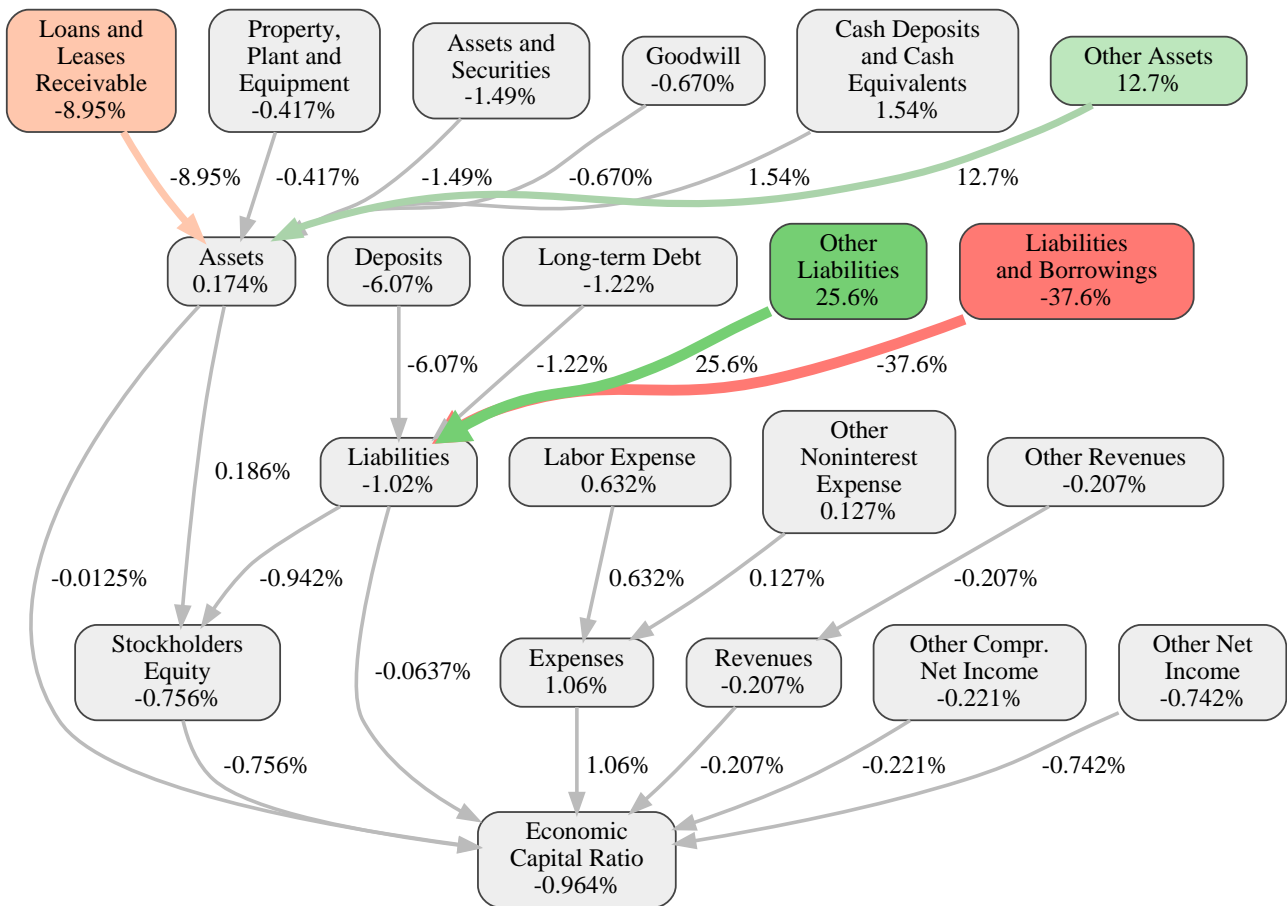 Loans and
Leases
Receivable
-8.95%
Property,
Plant and
Equipment
-0.417%
Assets and
Securities
-1.49%
Goodwill
-0.670%
Cash Deposits
and Cash
Equivalents
1.54%
Other Assets
12.7%
-8.95%
-0.417%
-1.49%
-0.670%
1.54%
12.7%
Assets
0.174%
Deposits
-6.07%
Long-term Debt
-1.22%
Other
Liabilities
25.6%
Liabilities
and Borrowings
-37.6%
-6.07%
-1.22%
25.6%
-37.6%
0.186%
Liabilities
-1.02%
Labor Expense
0.632%
Other
Noninterest
Expense
0.127%
Other Revenues
-0.207%
-0.0125%
-0.942%
0.632%
0.127%
-0.207%
Stockholders
Equity
-0.756%
-0.0637%
Expenses
1.06%
Revenues
-0.207%
Other Compr.
Net Income
-0.221%
Other Net
Income
-0.742%
-0.756%
1.06%
-0.207%
-0.221%
-0.742%
Economic
Capital Ratio
-0.964%